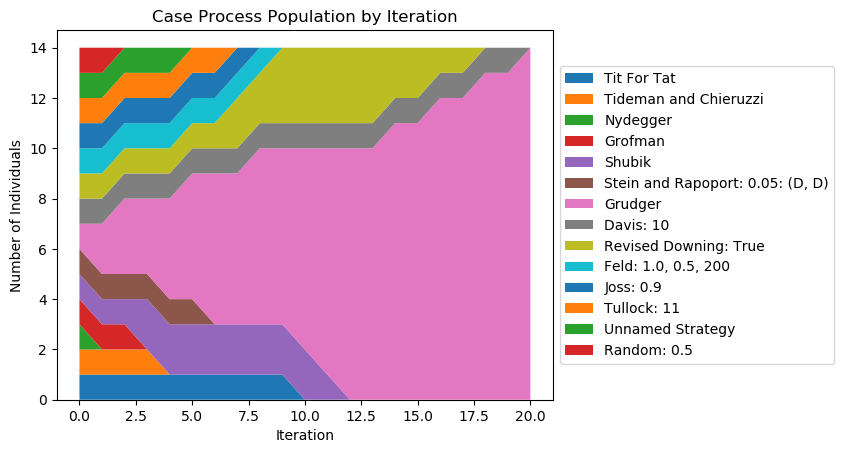 Case Process Population by Iteration
Number of Individuals
14
12
10
8
6
4
2
0
0.0 2.5 5.0 7.5 10.0 12.5 15.0 17.5 20.0
Iteration
Tit For Tat
Tideman and Chieruzzi
Nydegger
Grofman
Shubik
Stein and Rapoport: 0.05: (D, D)
Grudger
Davis: 10
Revised Downing: True
Feld: 1.0, 0.5, 200
Joss: 0.9
Tullock: 11
Unnamed Strategy
Random: 0.5